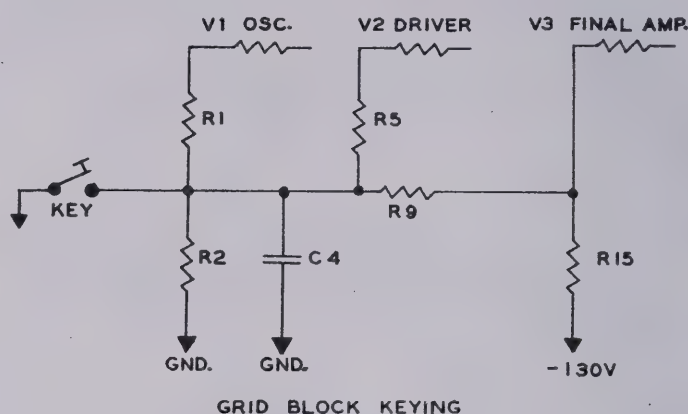 V1 OSC.
V2 DRIVER
V3 FINAL AMP.
R1
R5
KEY
R9
R2
C4
R15
GND.
GND.
-130V
GRID BLOCK KEYING